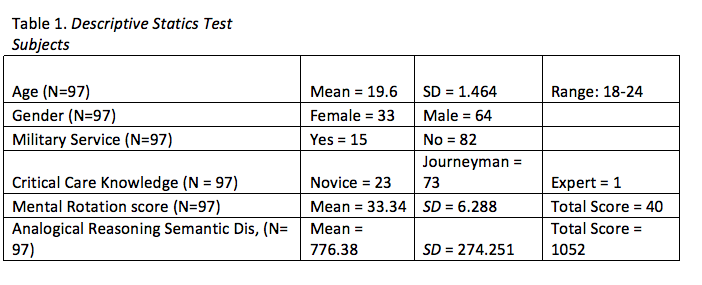 Table 1. Descriptive Statics Test
Subjects
Age (N=97) Mean = 19.6 SD = 1.464 Range: 18-24
Gender (N=97) Female = 33 Male = 64
Military Service (N=97) Yes = 15 No = 82
Critical Care Knowledge (N = 97) Novice = 23 Journeyman =
73 Expert = 1
Mental Rotation score (N=97) Mean = 33.34 SD = 6.288 Total Score = 40
Analogical Reasoning Semantic Dis, (N= Mean = Total Score =
97) 776.38 SD = 274.251 1052